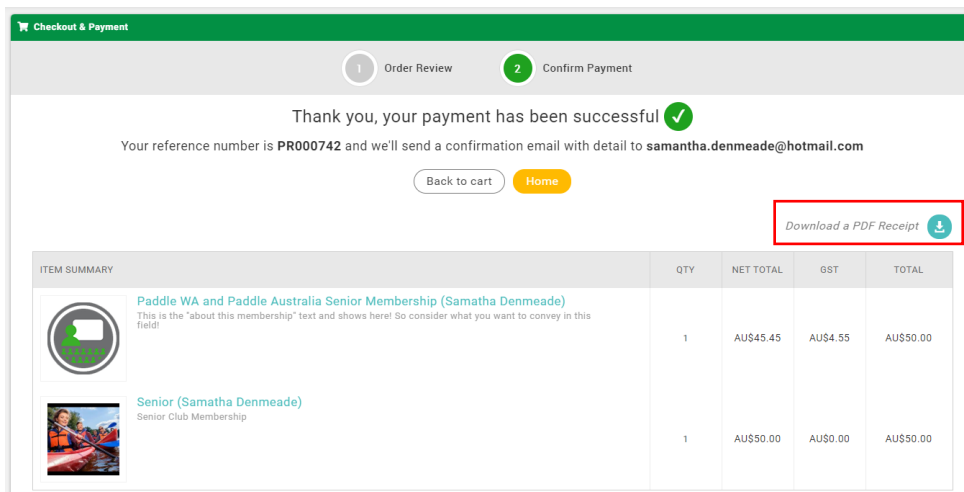 Checkout & Payment
1 Order Review 2 Confirm Payment
Thank you, your payment has been successful
Your reference number is PR000742 and we'll send a confirmation email with detail to samantha.denmeade@hotmail.com
Back to cart Home
Download a PDF Receipt
ITEM SUMMARY QTY NET TOTAL GST TOTAL
Paddle WA and Paddle Australia Senior Membership (Samatha Denmeade)
This is the "about this membership" text and shows here! So consider what you want to convey in this
field!
1 AU$45.45 AU$4.55 AU$50.00
Senior (Samatha Denmeade)
Senior Club Membership
1 AU$50.00 AU$0.00 AU$50.00